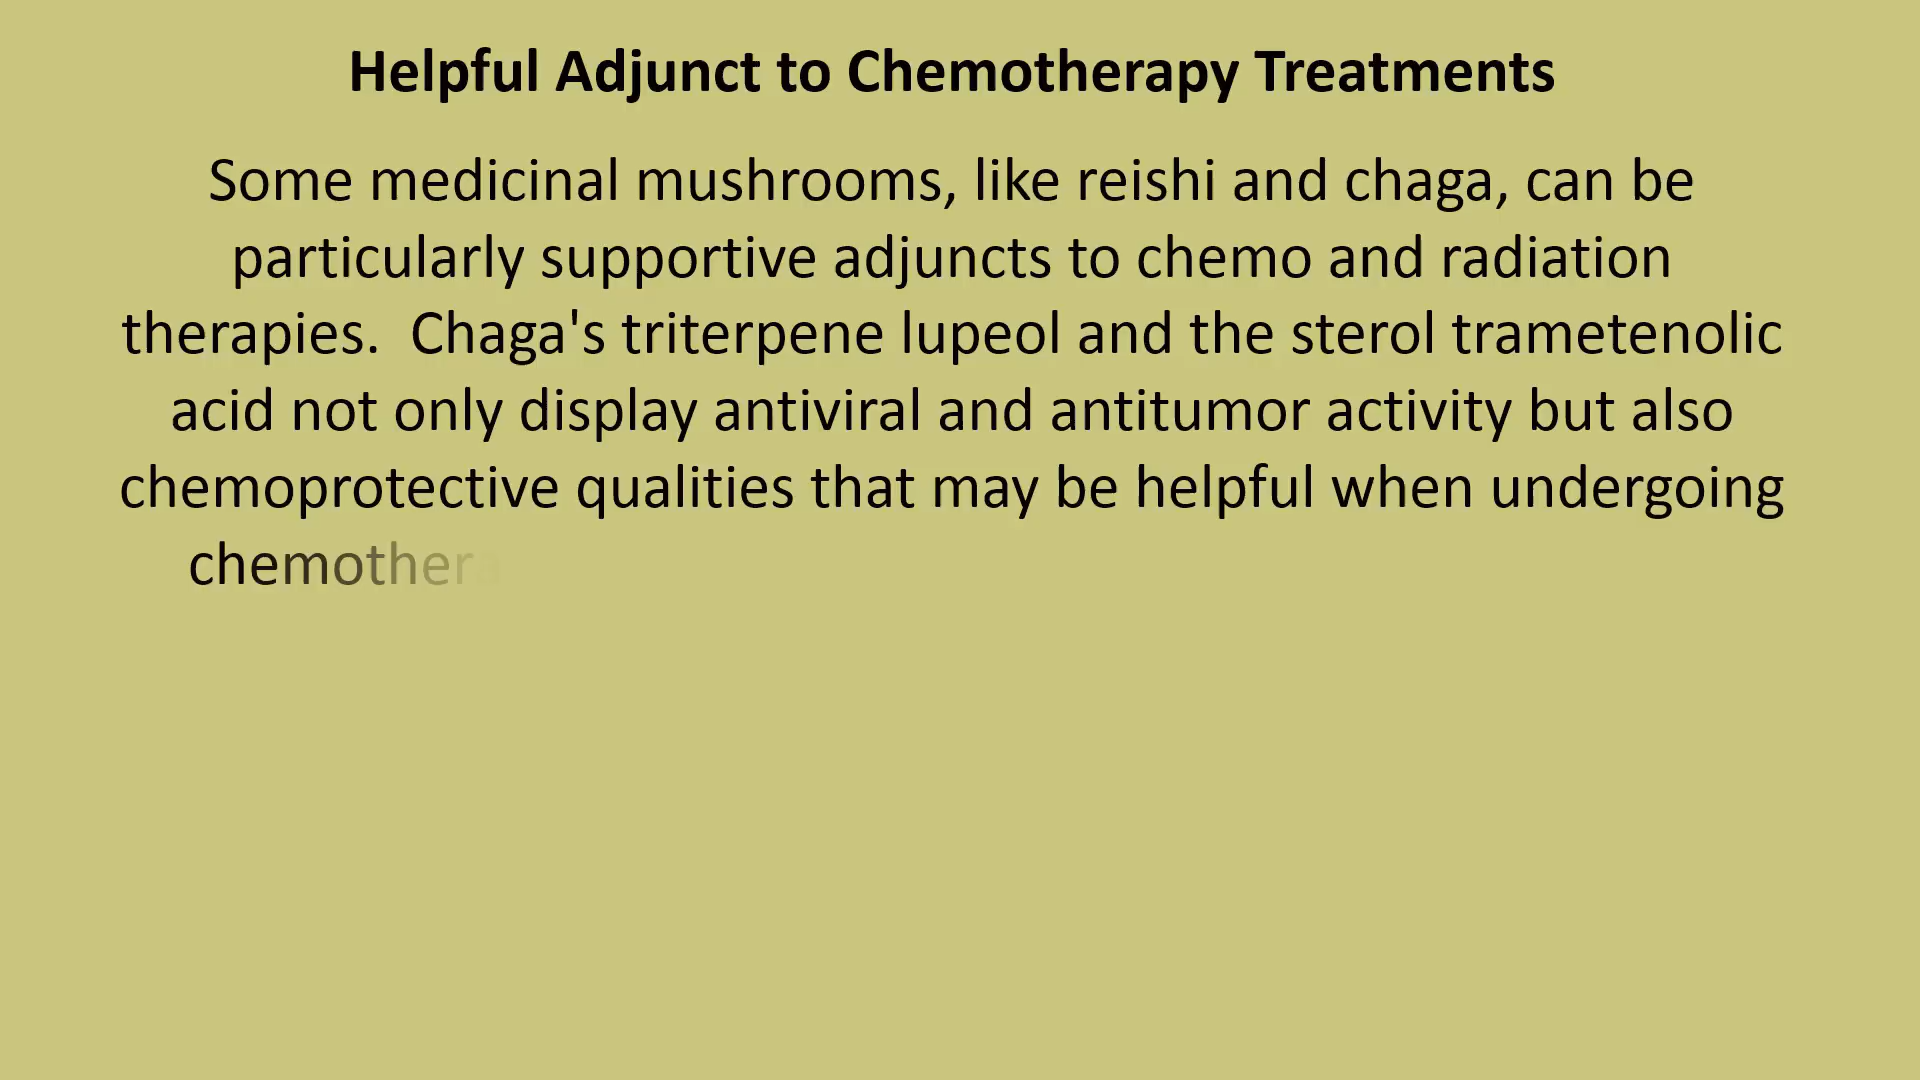 Helpful Adjunct to Chemotherapy Treatments
Some medicinal mushrooms, like reishi and chaga, can be
particularly supportive adjuncts to chemo and radiation
therapies.  Chaga's triterpene lupeol and the sterol trametenolic
acid not only display antiviral and antitumor activity but also
chemoprotective qualities that may be helpful when undergoing
chemothera